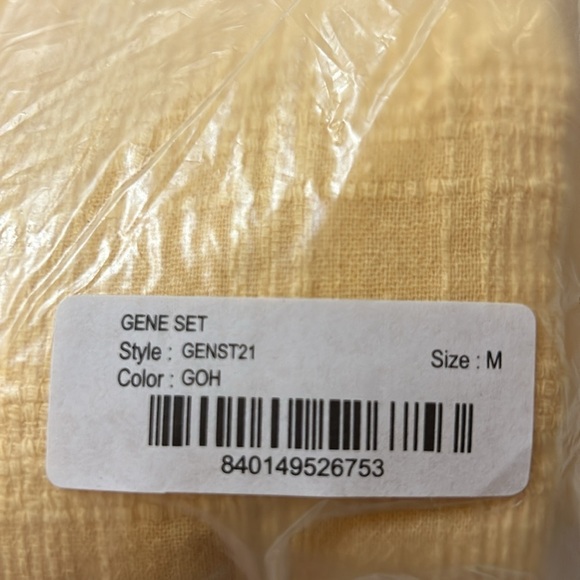 GENE SET
Style : GENST21
Size : M
Color : GOH
840149526753